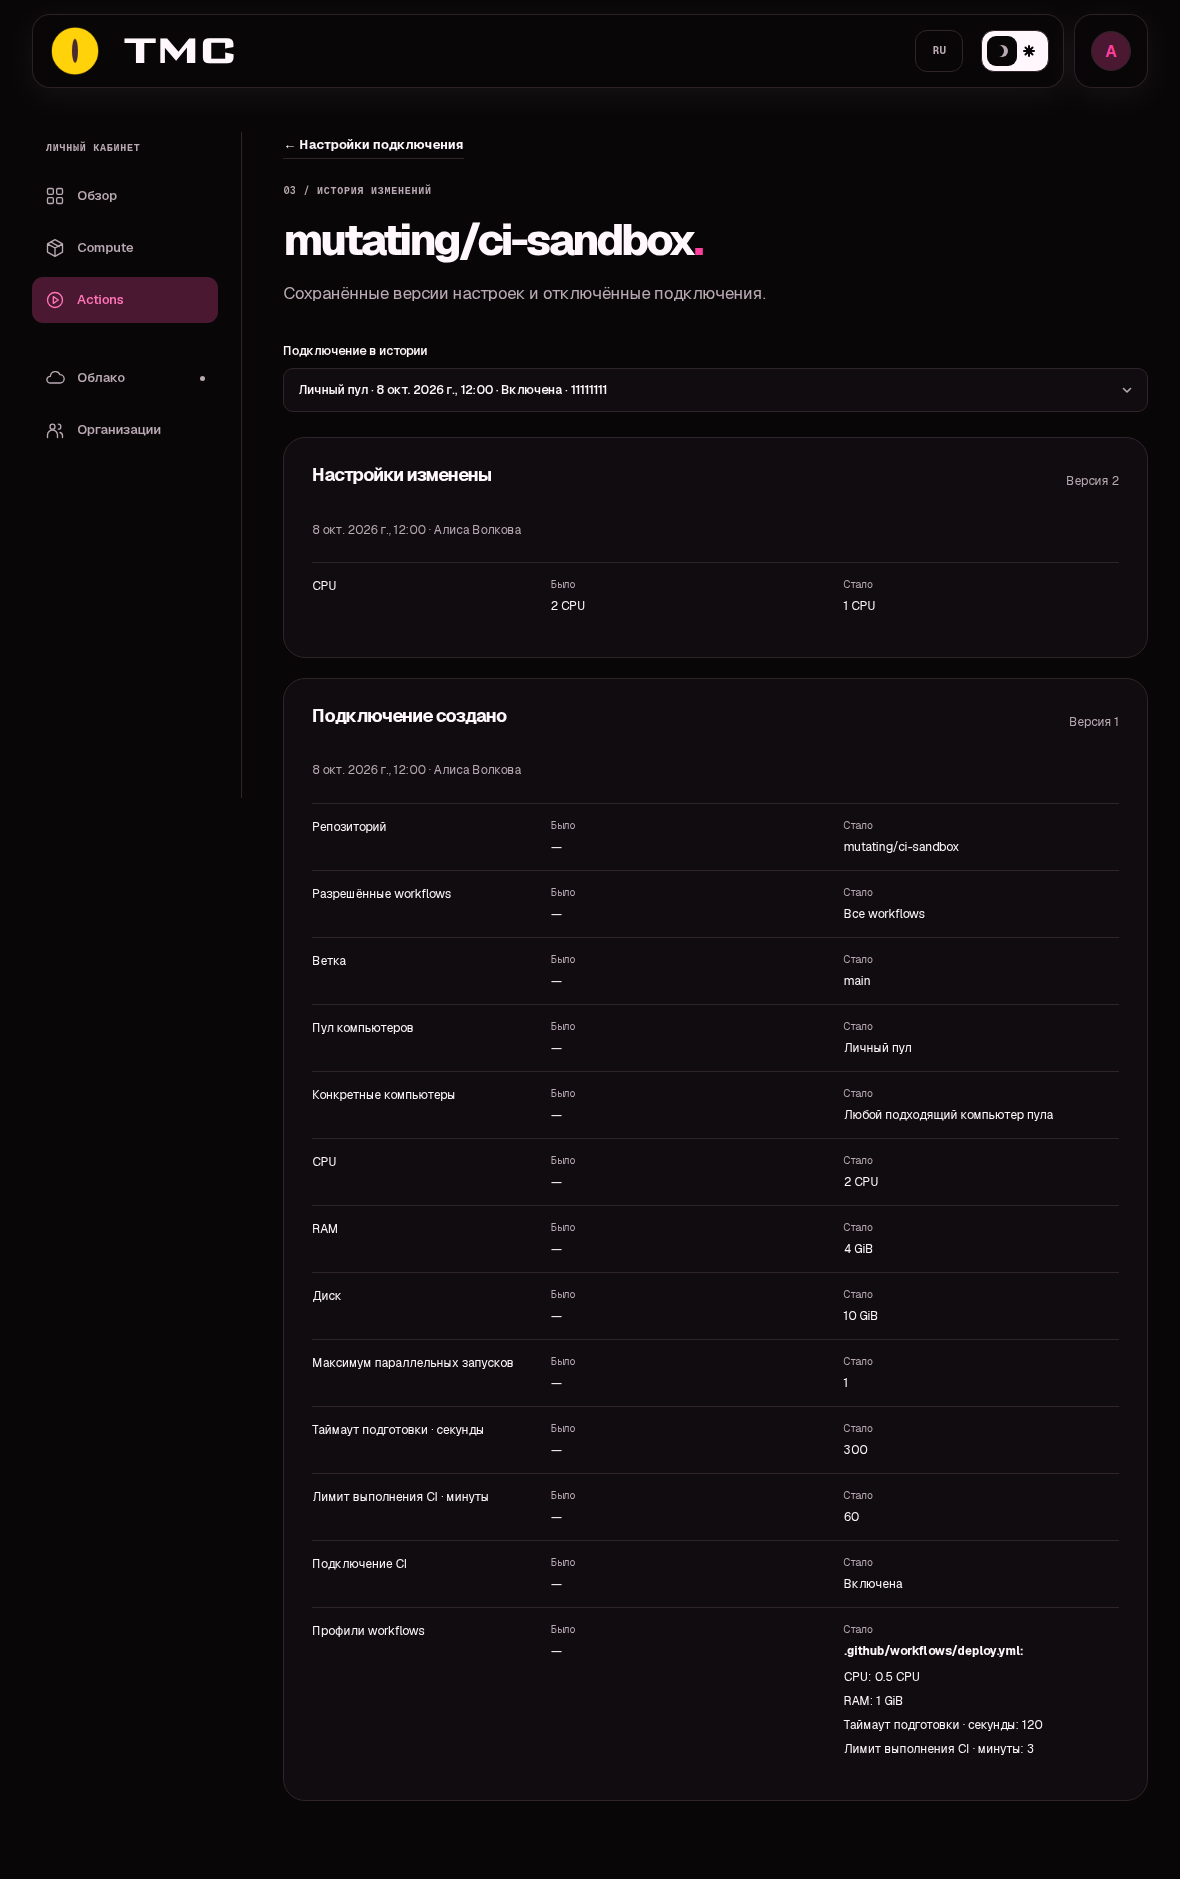 TMC
RU
A
ЛИЧНЫЙ КАБИНЕТ
Обзор
Compute
Actions
Облако
Организации
← Настройки подключения
03 / ИСТОРИЯ ИЗМЕНЕНИЙ
mutating/ci-sandbox.
Сохранённые версии настроек и отключённые подключения.
Подключение в истории
Личный пул · 8 окт. 2026 г., 12:00 · Включена · 11111111
Настройки изменены
Версия 2
8 окт. 2026 г., 12:00 · Алиса Волкова
CPU Было Стало
2 CPU 1 CPU
Подключение создано
Версия 1
8 окт. 2026 г., 12:00 · Алиса Волкова
Репозиторий Было Стало
— mutating/ci-sandbox
Разрешённые workflows Было Стало
— Все workflows
Ветка Было Стало
— main
Пул компьютеров Было Стало
— Личный пул
Конкретные компьютеры Было Стало
— Любой подходящий компьютер пула
CPU Было Стало
— 2 CPU
RAM Было Стало
— 4 GiB
Диск Было Стало
— 10 GiB
Максимум параллельных запусков Было Стало
— 1
Таймаут подготовки · секунды Было Стало
— 300
Лимит выполнения CI · минуты Было Стало
— 60
Подключение CI Было Стало
— Включена
Профили workflows Было Стало
— .github/workflows/deploy.yml:
CPU: 0.5 CPU
RAM: 1 GiB
Таймаут подготовки · секунды: 120
Лимит выполнения CI · минуты: 3